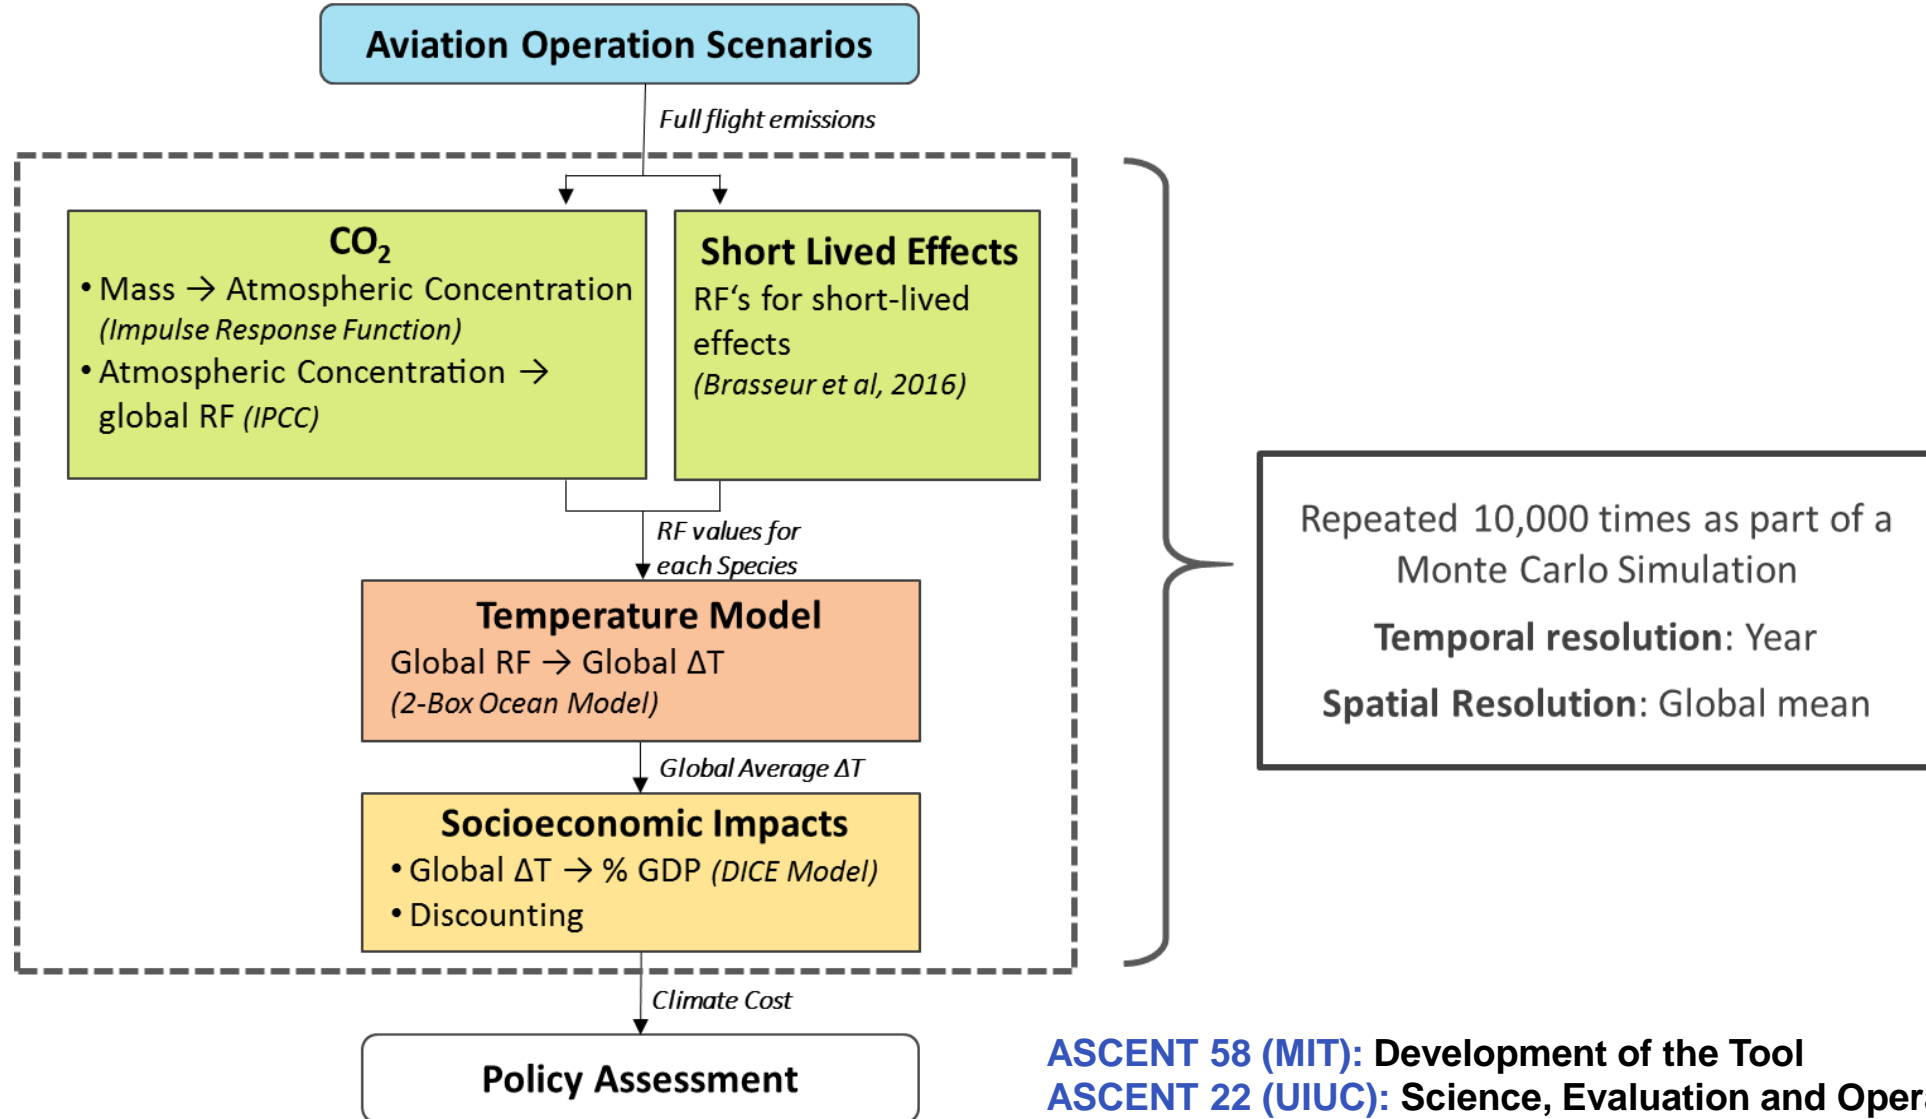 Aviation Operation Scenarios
Full flight emissions
CO₂
• Mass → Atmospheric Concentration
(Impulse Response Function)
• Atmospheric Concentration →
global RF (IPCC)
Short Lived Effects
RF‘s for short-lived
effects
(Brasseur et al, 2016)
RF values for
each Species
Temperature Model
Global RF → Global ΔT
(2-Box Ocean Model)
Global Average ΔT
Socioeconomic Impacts
• Global ΔT → % GDP (DICE Model)
• Discounting
Climate Cost
Policy Assessment
Repeated 10,000 times as part of a
Monte Carlo Simulation
Temporal resolution: Year
Spatial Resolution: Global mean
ASCENT 58 (MIT): Development of the Tool
ASCENT 22 (UIUC): Science, Evaluation and Oper